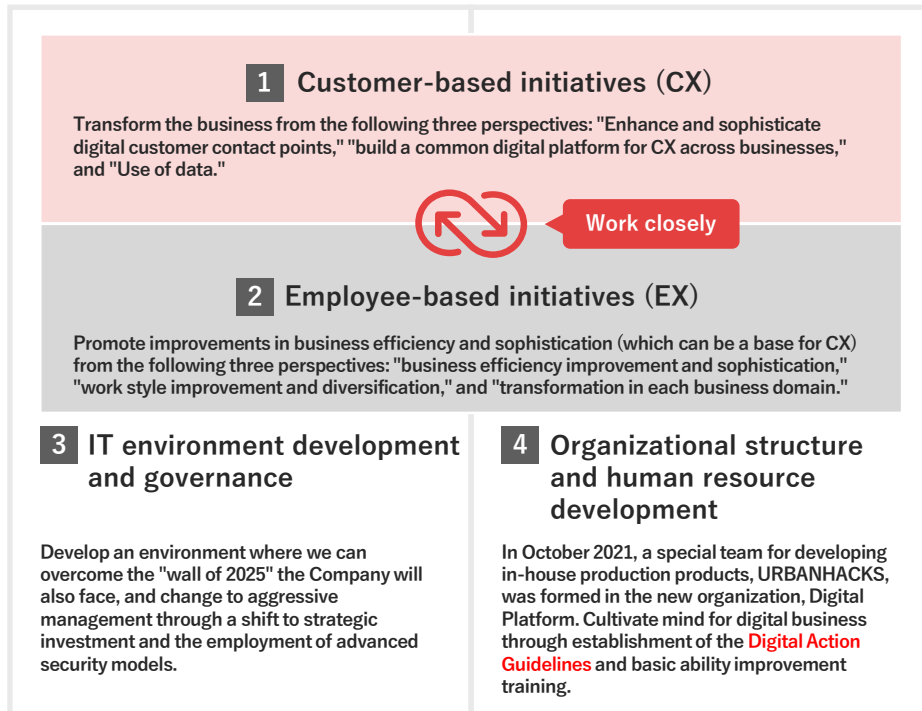 1 Customer-based initiatives (CX)
Transform the business from the following three perspectives: "Enhance and sophisticate
digital customer contact points," "build a common digital platform for CX across businesses,"
and "Use of data."
Work closely
2 Employee-based initiatives (EX)
Promote improvements in business efficiency and sophistication (which can be a base for CX)
from the following three perspectives: "business efficiency improvement and sophistication,"
"work style improvement and diversification," and "transformation in each business domain."
3 IT environment development
and governance
Develop an environment where we can
overcome the "wall of 2025" the Company will
also face, and change to aggressive
management through a shift to strategic
investment and the employment of advanced
security models.
4 Organizational structure
and human resource
development
In October 2021, a special team for developing
in-house production products, URBANHACKS,
was formed in the new organization, Digital
Platform. Cultivate mind for digital business
through establishment of the Digital Action
Guidelines and basic ability improvement
training.